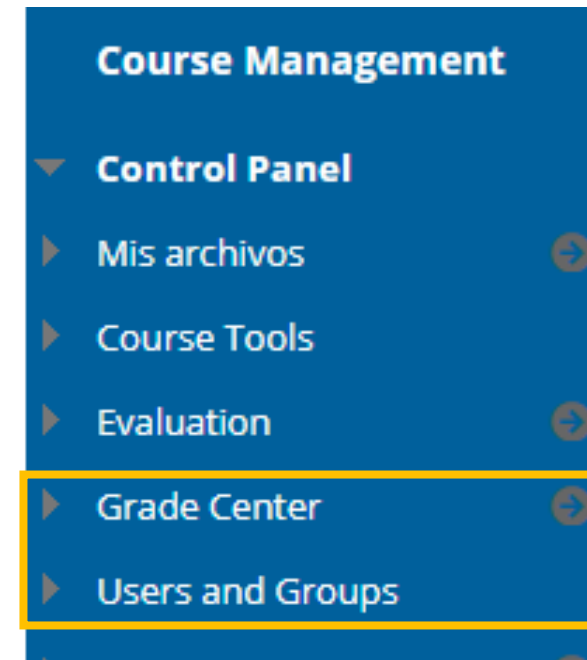 Course Management
Control Panel
Mis archivos
Course Tools
Evaluation
Grade Center
Users and Groups